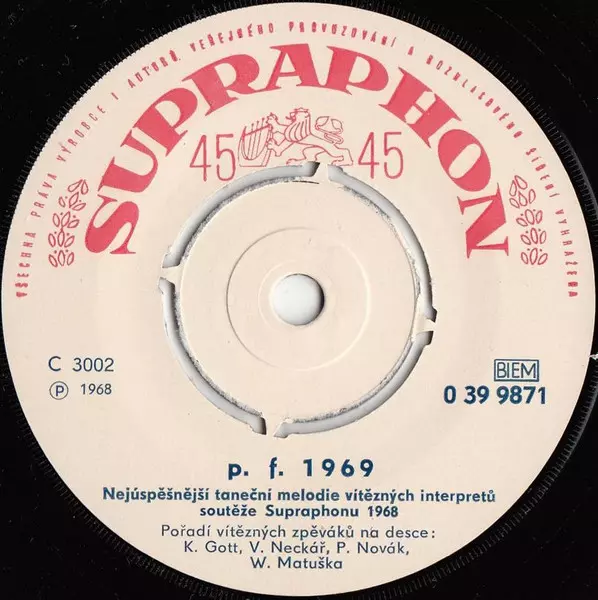 VŠECHNA PRÁVA VÝROBCE I AUTORŮ, VEŘEJNÉHO PROVOZOVÁNÍ A ROZHLASOVÉHO ŠÍŘENÍ VYHRAŽENA
SUPRAPHON
45 45
C 3002
Ⓟ 1968
BIEM
0 39 9871
p. f. 1969
Nejúspěšnější taneční melodie vítězných interpretů
soutěže Supraphonu 1968
Pořadí vítězných zpěváků na desce:
K. Gott, V. Neckář, P. Novák,
W. Matuška